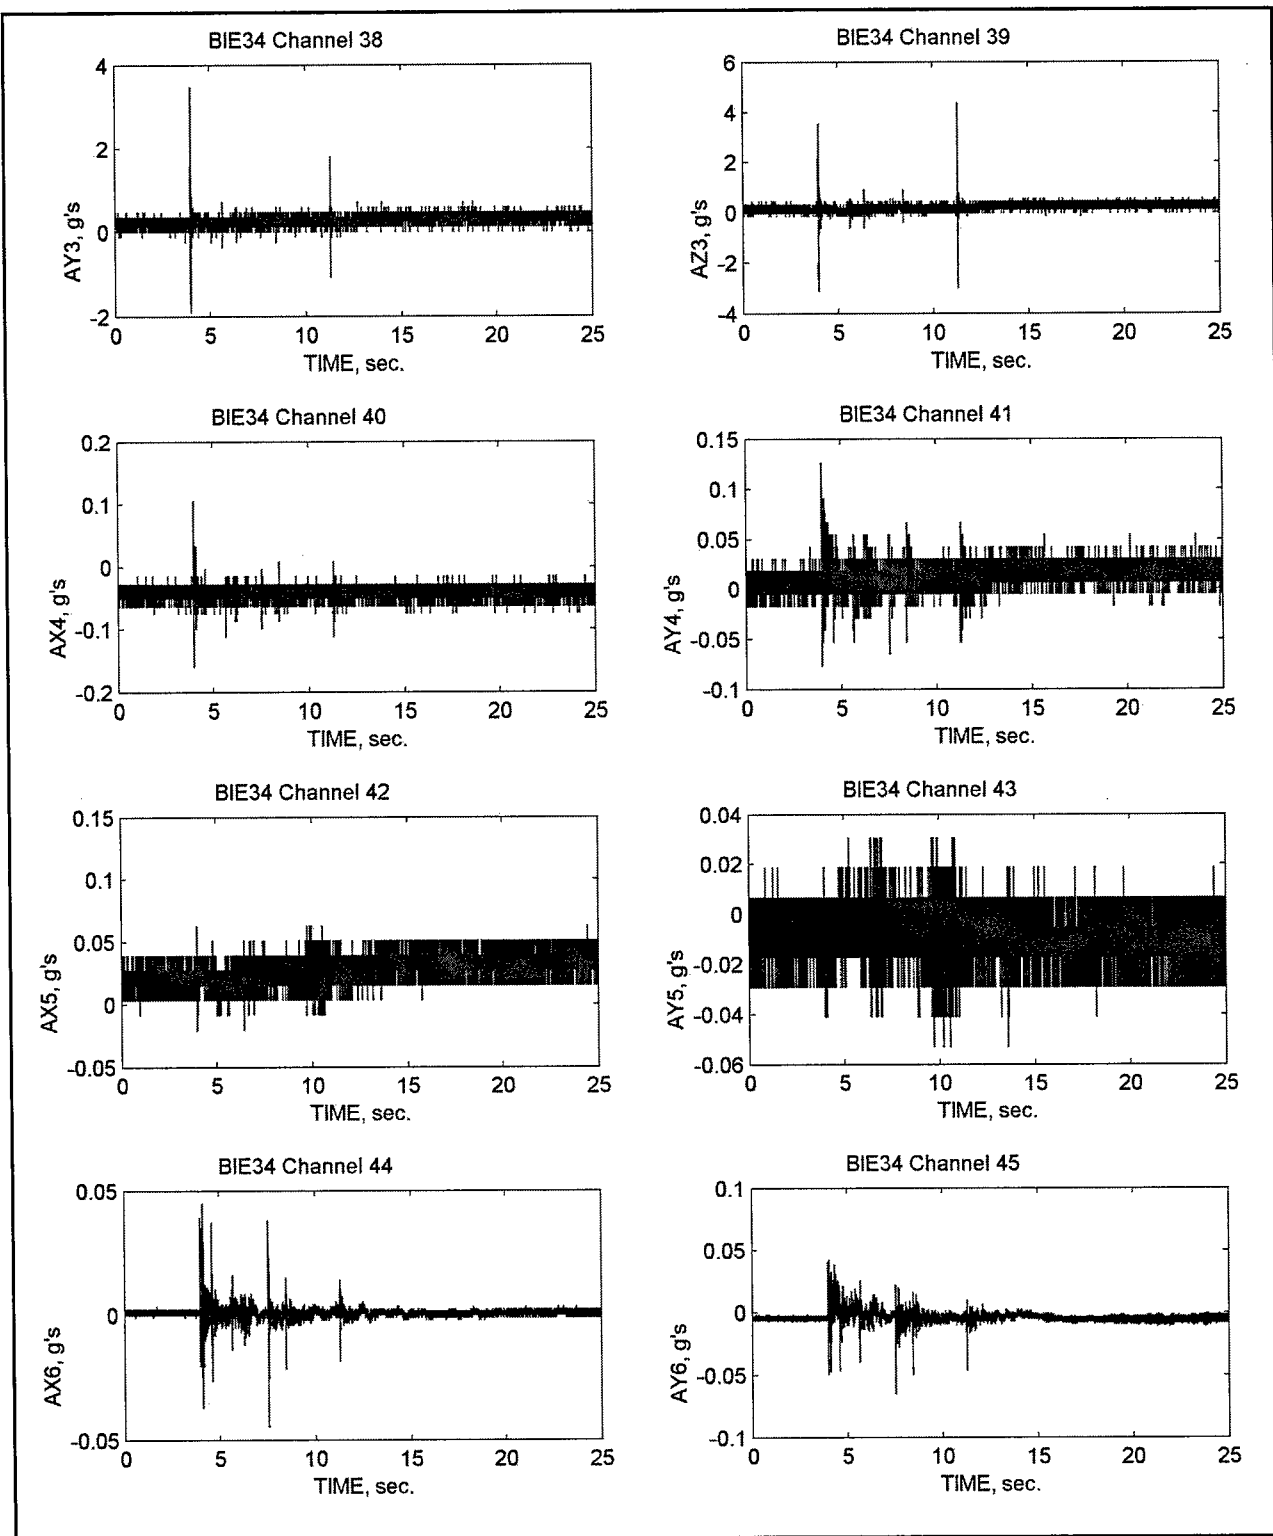 BIE34 Channel 38
4
2
0
-2
AY3, g's
0 5 10 15 20 25
TIME, sec.
BIE34 Channel 39
6
4
2
0
-2
-4
AZ3, g's
0 5 10 15 20 25
TIME, sec.
BIE34 Channel 40
0.2
0.1
0
-0.1
-0.2
AX4, g's
0 5 10 15 20 25
TIME, sec.
BIE34 Channel 41
0.15
0.1
0.05
0
-0.05
-0.1
AY4, g's
0 5 10 15 20 25
TIME, sec.
BIE34 Channel 42
0.15
0.1
0.05
0
-0.05
AX5, g's
0 5 10 15 20 25
TIME, sec.
BIE34 Channel 43
0.04
0.02
0
-0.02
-0.04
-0.06
AY5, g's
0 5 10 15 20 25
TIME, sec.
BIE34 Channel 44
0.05
0
-0.05
AX6, g's
0 5 10 15 20 25
TIME, sec.
BIE34 Channel 45
0.1
0.05
0
-0.05
-0.1
AY6, g's
0 5 10 15 20 25
TIME, sec.